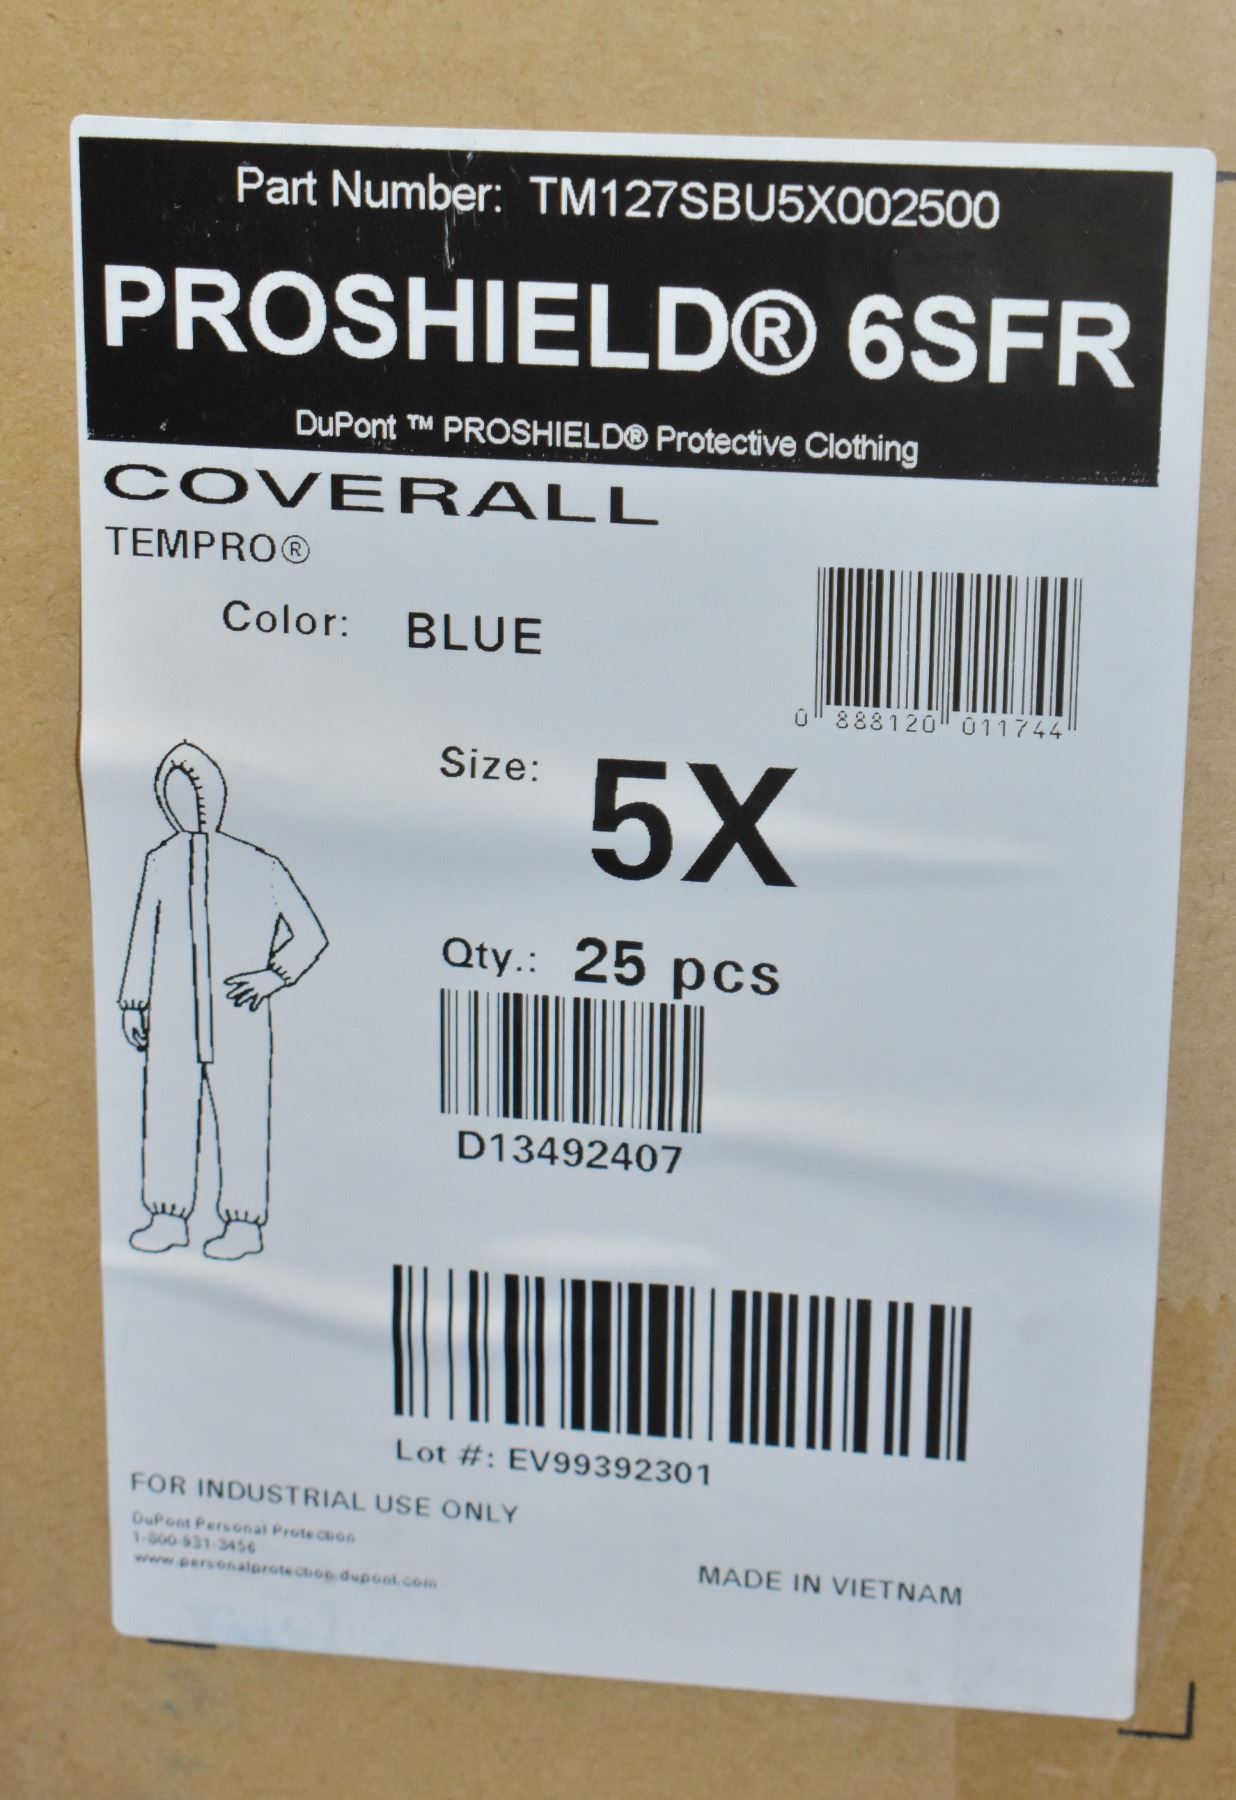 Part Number: TM127SBU5X002500
PROSHIELD® 6SFR
DuPont ™ PROSHIELD® Protective Clothing
COVERALL
TEMPRO®
Color: BLUE
0 888120 011744
Size: 5X
Qty.: 25 pcs
D13492407
Lot #: EV99392301
FOR INDUSTRIAL USE ONLY
DuPont Personal Protection
1-800-931-3456
www.personalprotection.dupont.com
MADE IN VIETNAM